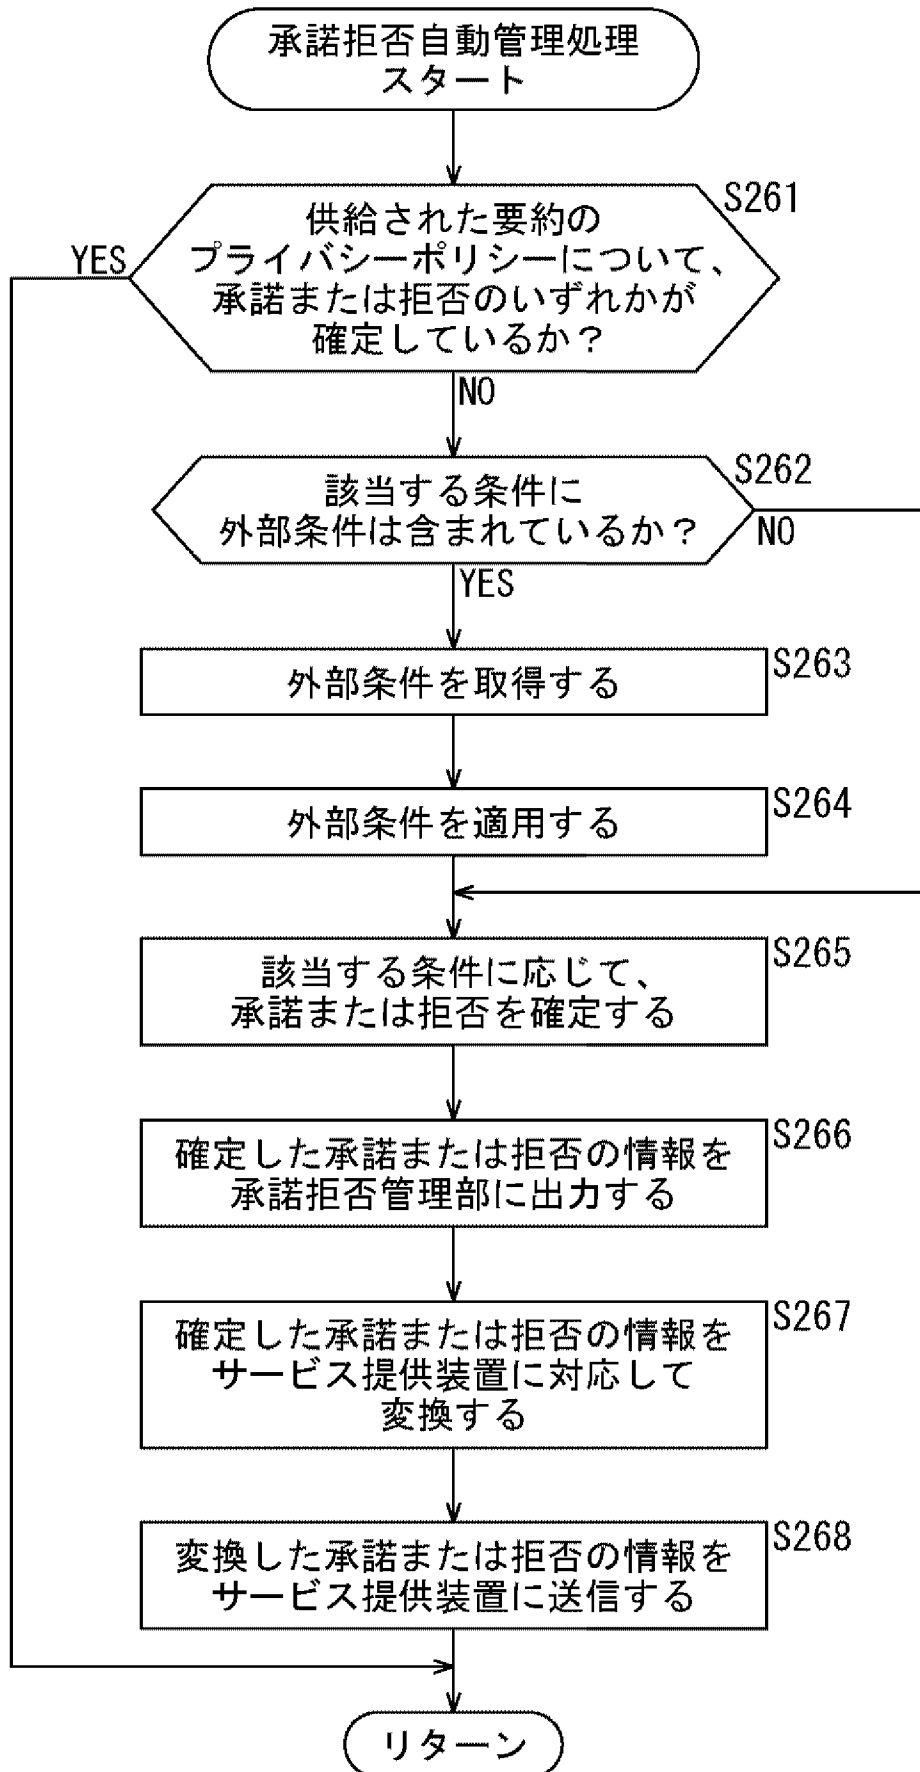 承諾拒否自動管理処理
スタート
S261
供給された要約の
プライバシーポリシーについて、
承諾または拒否のいずれかが
確定しているか？
YES
NO
S262
該当する条件に
外部条件は含まれているか？
NO
YES
S263
外部条件を取得する
S264
外部条件を適用する
S265
該当する条件に応じて、
承諾または拒否を確定する
S266
確定した承諾または拒否の情報を
承諾拒否管理部に出力する
S267
確定した承諾または拒否の情報を
サービス提供装置に対応して
変換する
S268
変換した承諾または拒否の情報を
サービス提供装置に送信する
リターン